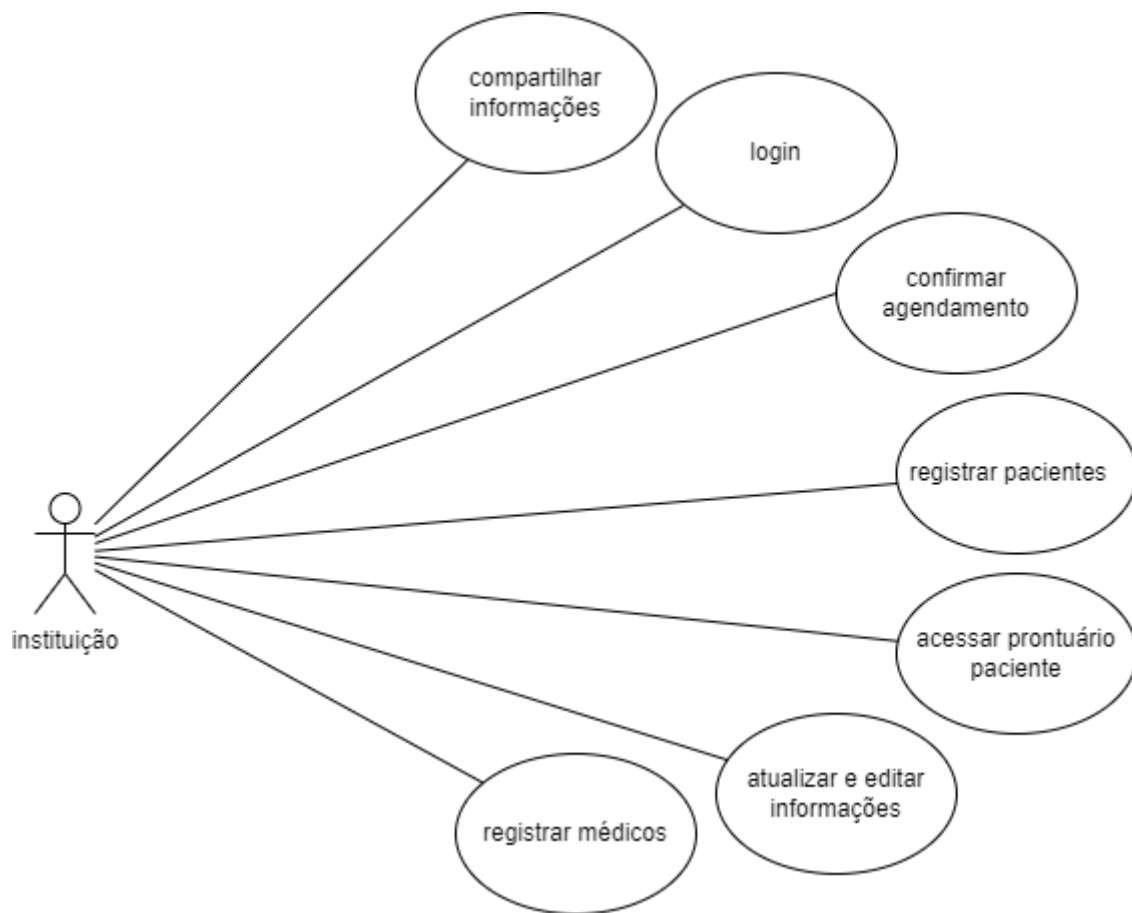 compartilhar
informações
login
confirmar
agendamento
registrar pacientes
instituição
acessar prontuário
paciente
atualizar e editar
informações
registrar médicos